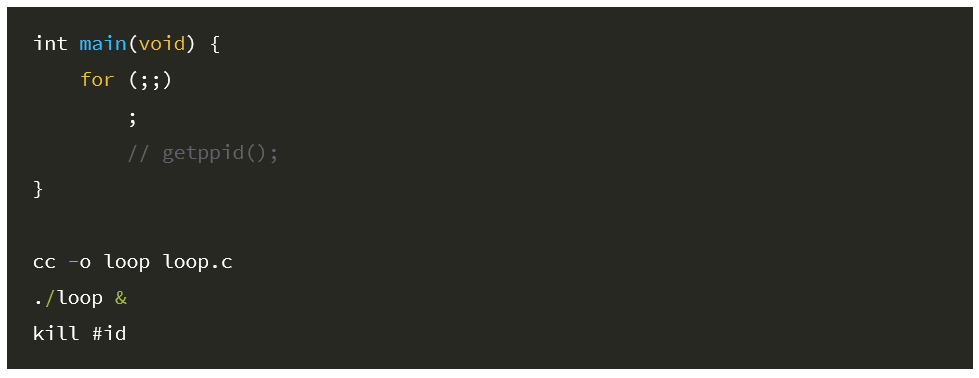 int main(void) {
    for (;;)
        ;
        // getppid();
}
cc -o loop loop.c
./loop &
kill #id